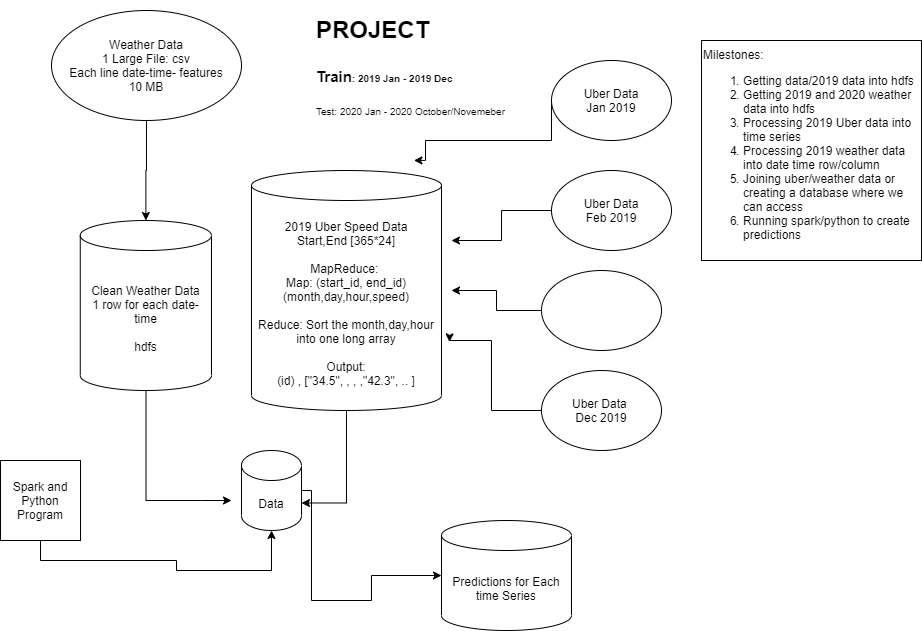 PROJECT
Train: 2019 Jan - 2019 Dec
Test: 2020 Jan - 2020 October/Novemeber
Weather Data
1 Large File: csv
Each line date-time- features
10 MB
Uber Data
Jan 2019
Milestones:
1. Getting data/2019 data into hdfs
2. Getting 2019 and 2020 weather
data into hdfs
3. Processing 2019 Uber data into
time series
4. Processing 2019 weather data
into date time row/column
5. Joining uber/weather data or
creating a database where we
can access
6. Running spark/python to create
predictions
Uber Data
Feb 2019
2019 Uber Speed Data
Start,End [365*24]
MapReduce:
Map: (start_id, end_id)
(month,day,hour,speed)
Reduce: Sort the month,day,hour
into one long array
Output:
(id) , ["34.5", , , ,"42.3", .. ]
Clean Weather Data
1 row for each date-
time
hdfs
Uber Data
Dec 2019
Spark and
Python
Program
Data
Predictions for Each
time Series